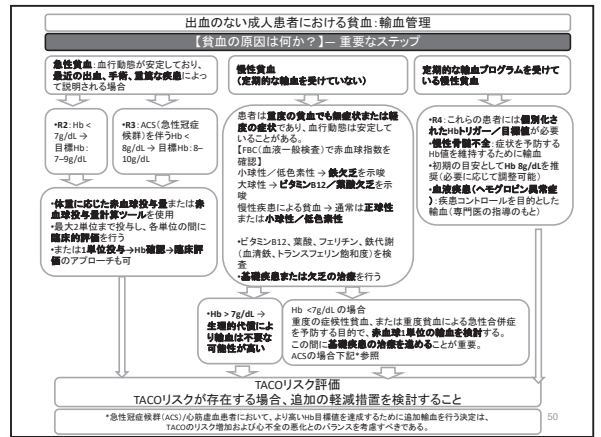 出血のない成人患者における貧血：輸血管理
【貧血の原因は何か？】– 重要なステップ
急性貧血：血行動態が安定しており、
最近の出血、手術、重篤な疾患によっ
て説明される場合
慢性貧血
（定期的な輸血を受けていない）
定期的な輸血プログラムを受けて
いる慢性貧血
•R2：Hb <
7g/dL →
目標Hb：
7–9g/dL
•R3：ACS（急性冠症
候群）を伴うHb <
8g/dL → 目標Hb：8–
10g/dL
患者は重度の貧血でも無症状または軽
度の症状であり、血行動態は安定して
いることがある。
【FBC（血液一般検査）で赤血球指数を
確認】
小球性／低色素性 → 鉄欠乏を示唆
大球性 → ビタミンB12／葉酸欠乏を示
唆
慢性疾患による貧血 → 通常は正球性
または小球性／低色素性
・ビタミンB12、葉酸、フェリチン、鉄代謝
（血清鉄、トランスフェリン飽和度）を検
査
•基礎疾患または欠乏の治療を行う
•R4：これらの患者には個別化さ
れたHbトリガー／目標値が必要
•慢性骨髄不全：症状を予防する
Hb値を維持するために輸血
•初期の目安としてHb 8g/dLを推
奨（必要に応じて調整可能）
•血液疾患（ヘモグロビン異常症
）：疾患コントロールを目的とした
輸血（専門医の指導のもと）
•体重に応じた赤血球投与量または赤
血球投与量計算ツールを使用
•最大2単位まで投与し、各単位の間に
臨床的評価を行う
•または1単位投与→Hb確認→臨床評
価のアプローチも可
•Hb > 7g/dL →
生理的代償によ
り輸血は不要な
可能性が高い
Hb <7g/dL の場合
重度の症候性貧血、または重度貧血による急性合併症
を予防する目的で、赤血球1単位の輸血を検討する。
この間に基礎疾患の治療を進めることが重要。
ACSの場合下記*参照
TACOリスク評価
TACOリスクが存在する場合、追加の軽減措置を検討すること
*急性冠症候群（ACS）/心筋虚血患者において、より高いHb目標値を達成するために追加輸血を行う決定は、
TACOのリスク増加および心不全の悪化とのバランスを考慮すべきである。
50